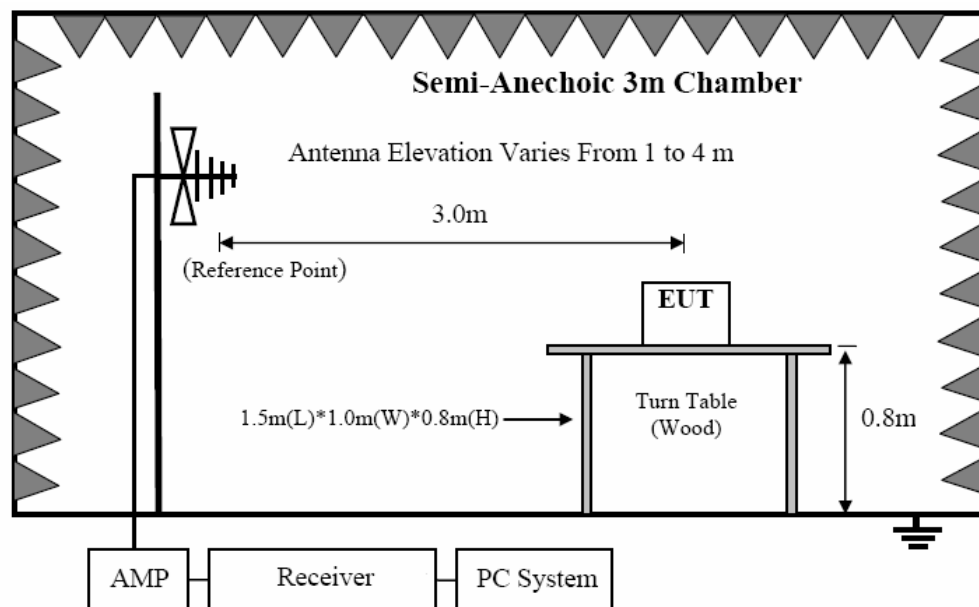 Semi-Anechoic 3m Chamber
Antenna Elevation Varies From 1 to 4 m
3.0m
(Reference Point)
EUT
1.5m(L)*1.0m(W)*0.8m(H)
Turn Table
(Wood)
0.8m
AMP
Receiver
PC System